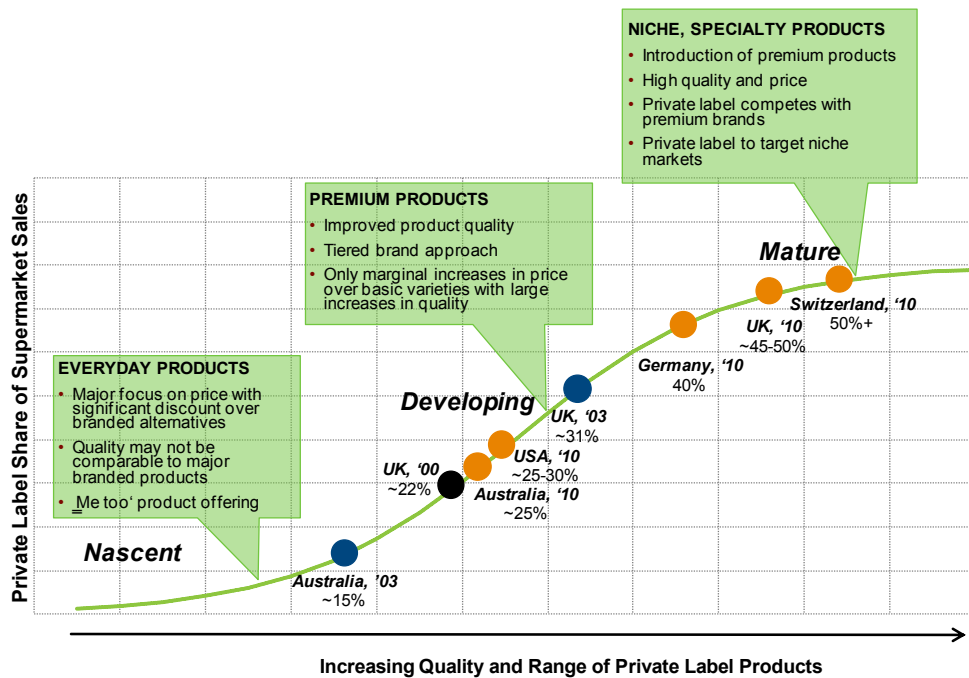 NICHE, SPECIALTY PRODUCTS
• Introduction of premium products
• High quality and price
• Private label competes with
premium brands
• Private label to target niche
markets
PREMIUM PRODUCTS
• Improved product quality
• Tiered brand approach
• Only marginal increases in price
over basic varieties with large
increases in quality
EVERYDAY PRODUCTS
• Major focus on price with
significant discount over
branded alternatives
• Quality may not be
comparable to major
branded products
• ‗Me too‘ product offering
Private Label Share of Supermarket Sales
Nascent
Developing
Mature
Australia, ’03
~15%
UK, ‘00
~22%
Australia, ‘10
~25%
USA, ‘10
~25-30%
UK, ‘03
~31%
Germany, ‘10
40%
UK, ‘10
~45-50%
Switzerland, ‘10
50%+
Increasing Quality and Range of Private Label Products